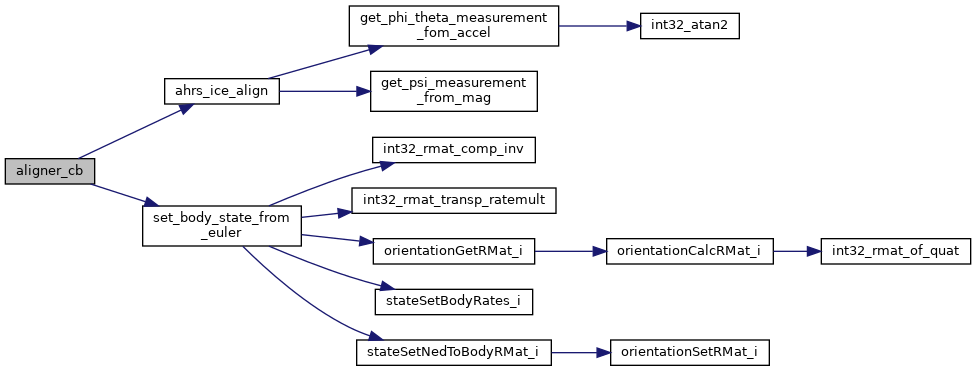 get_phi_theta_measurement
_fom_accel
int32_atan2
ahrs_ice_align
get_psi_measurement
_from_mag
int32_rmat_comp_inv
aligner_cb
int32_rmat_transp_ratemult
set_body_state_from
_euler
orientationGetRMat_i
orientationCalcRMat_i
int32_rmat_of_quat
stateSetBodyRates_i
stateSetNedToBodyRMat_i
orientationSetRMat_i